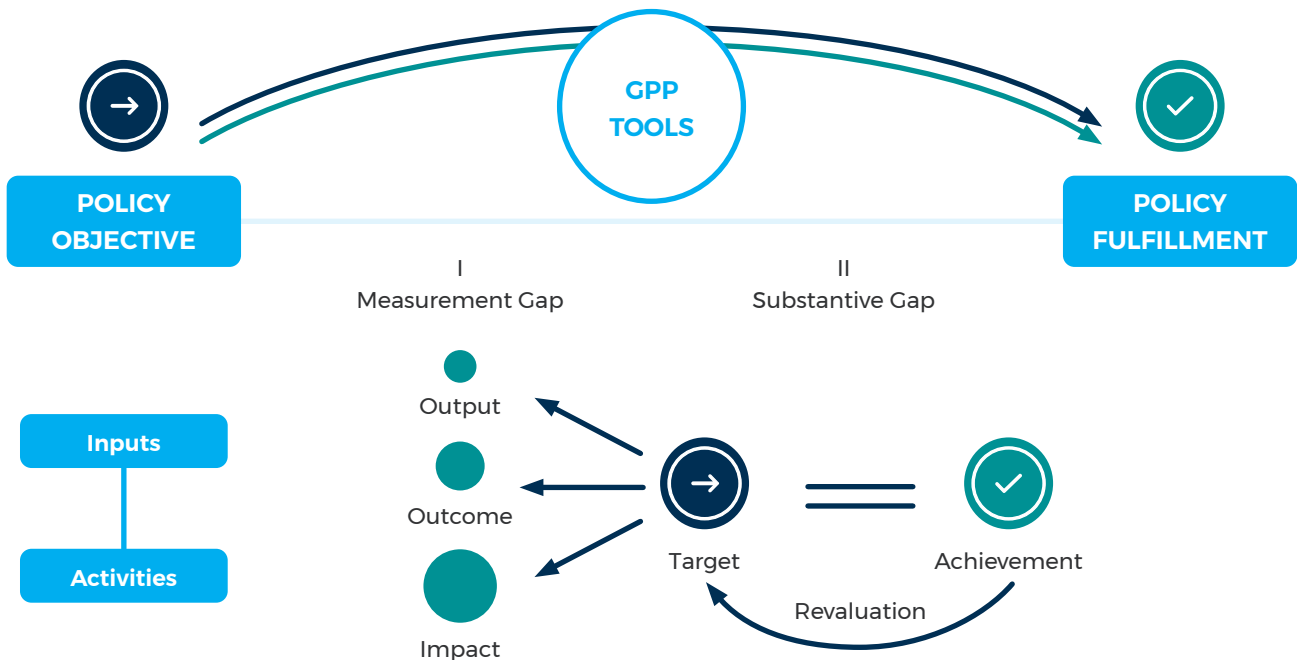 GPP
TOOLS
POLICY
OBJECTIVE
POLICY
FULFILLMENT
I
Measurement Gap
II
Substantive Gap
Output
Inputs
Outcome
Target
Achievement
Activities
Revaluation
Impact